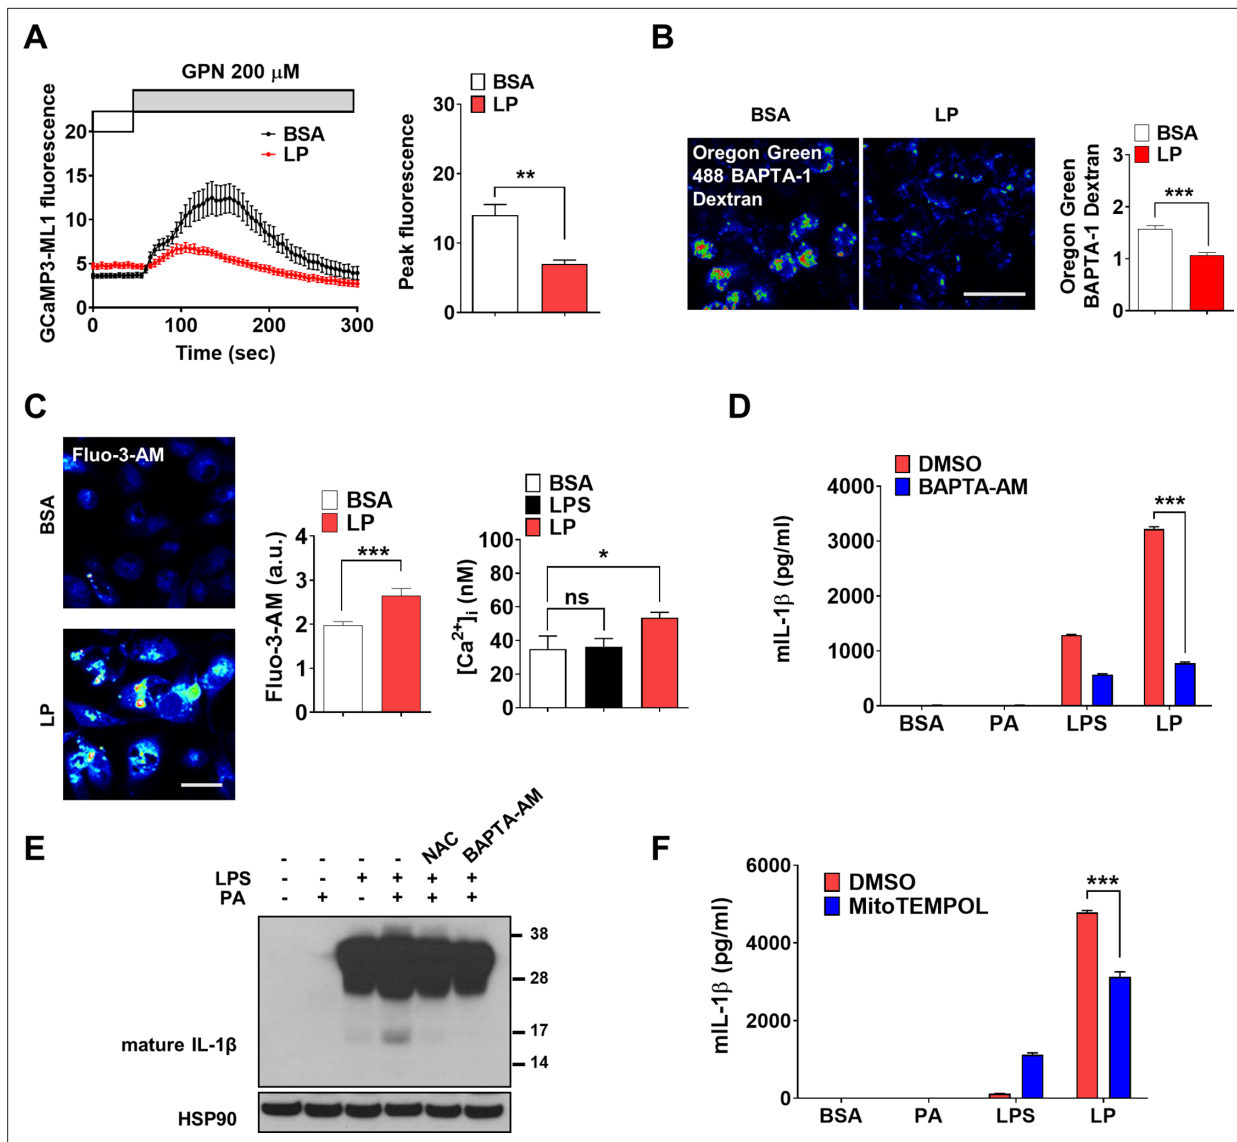 A
GPN 200 μM
GCaMP3-ML1 fluorescence
20
15
10
5
0
BSA
LP
0
100
200
300
Time (sec)
BSA
LP
Peak fluorescence
30
20
10
0
**
B
BSA
LP
Oregon Green
488 BAPTA-1
Dextran
BSA
LP
Oregon Green
BAPTA-1 Dextran
3
2
1
0
***
C
Fluo-3-AM
BSA
LP
BSA
LP
Fluo-3-AM (a.u.)
4
3
2
1
0
***
BSA
LPS
LP
[Ca2+]i (nM)
100
80
60
40
20
0
ns
*
D
DMSO
BAPTA-AM
mIL-1β (pg/ml)
4000
3000
2000
1000
0
***
BSA
PA
LPS
LP
E
- - - - NAC BAPTA-AM
LPS - - + + + +
PA - + - + + +
38
28
17
14
mature IL-1β
HSP90
F
DMSO
MitoTEMPOL
mIL-1β (pg/ml)
6000
4000
2000
0
***
BSA
PA
LPS
LP